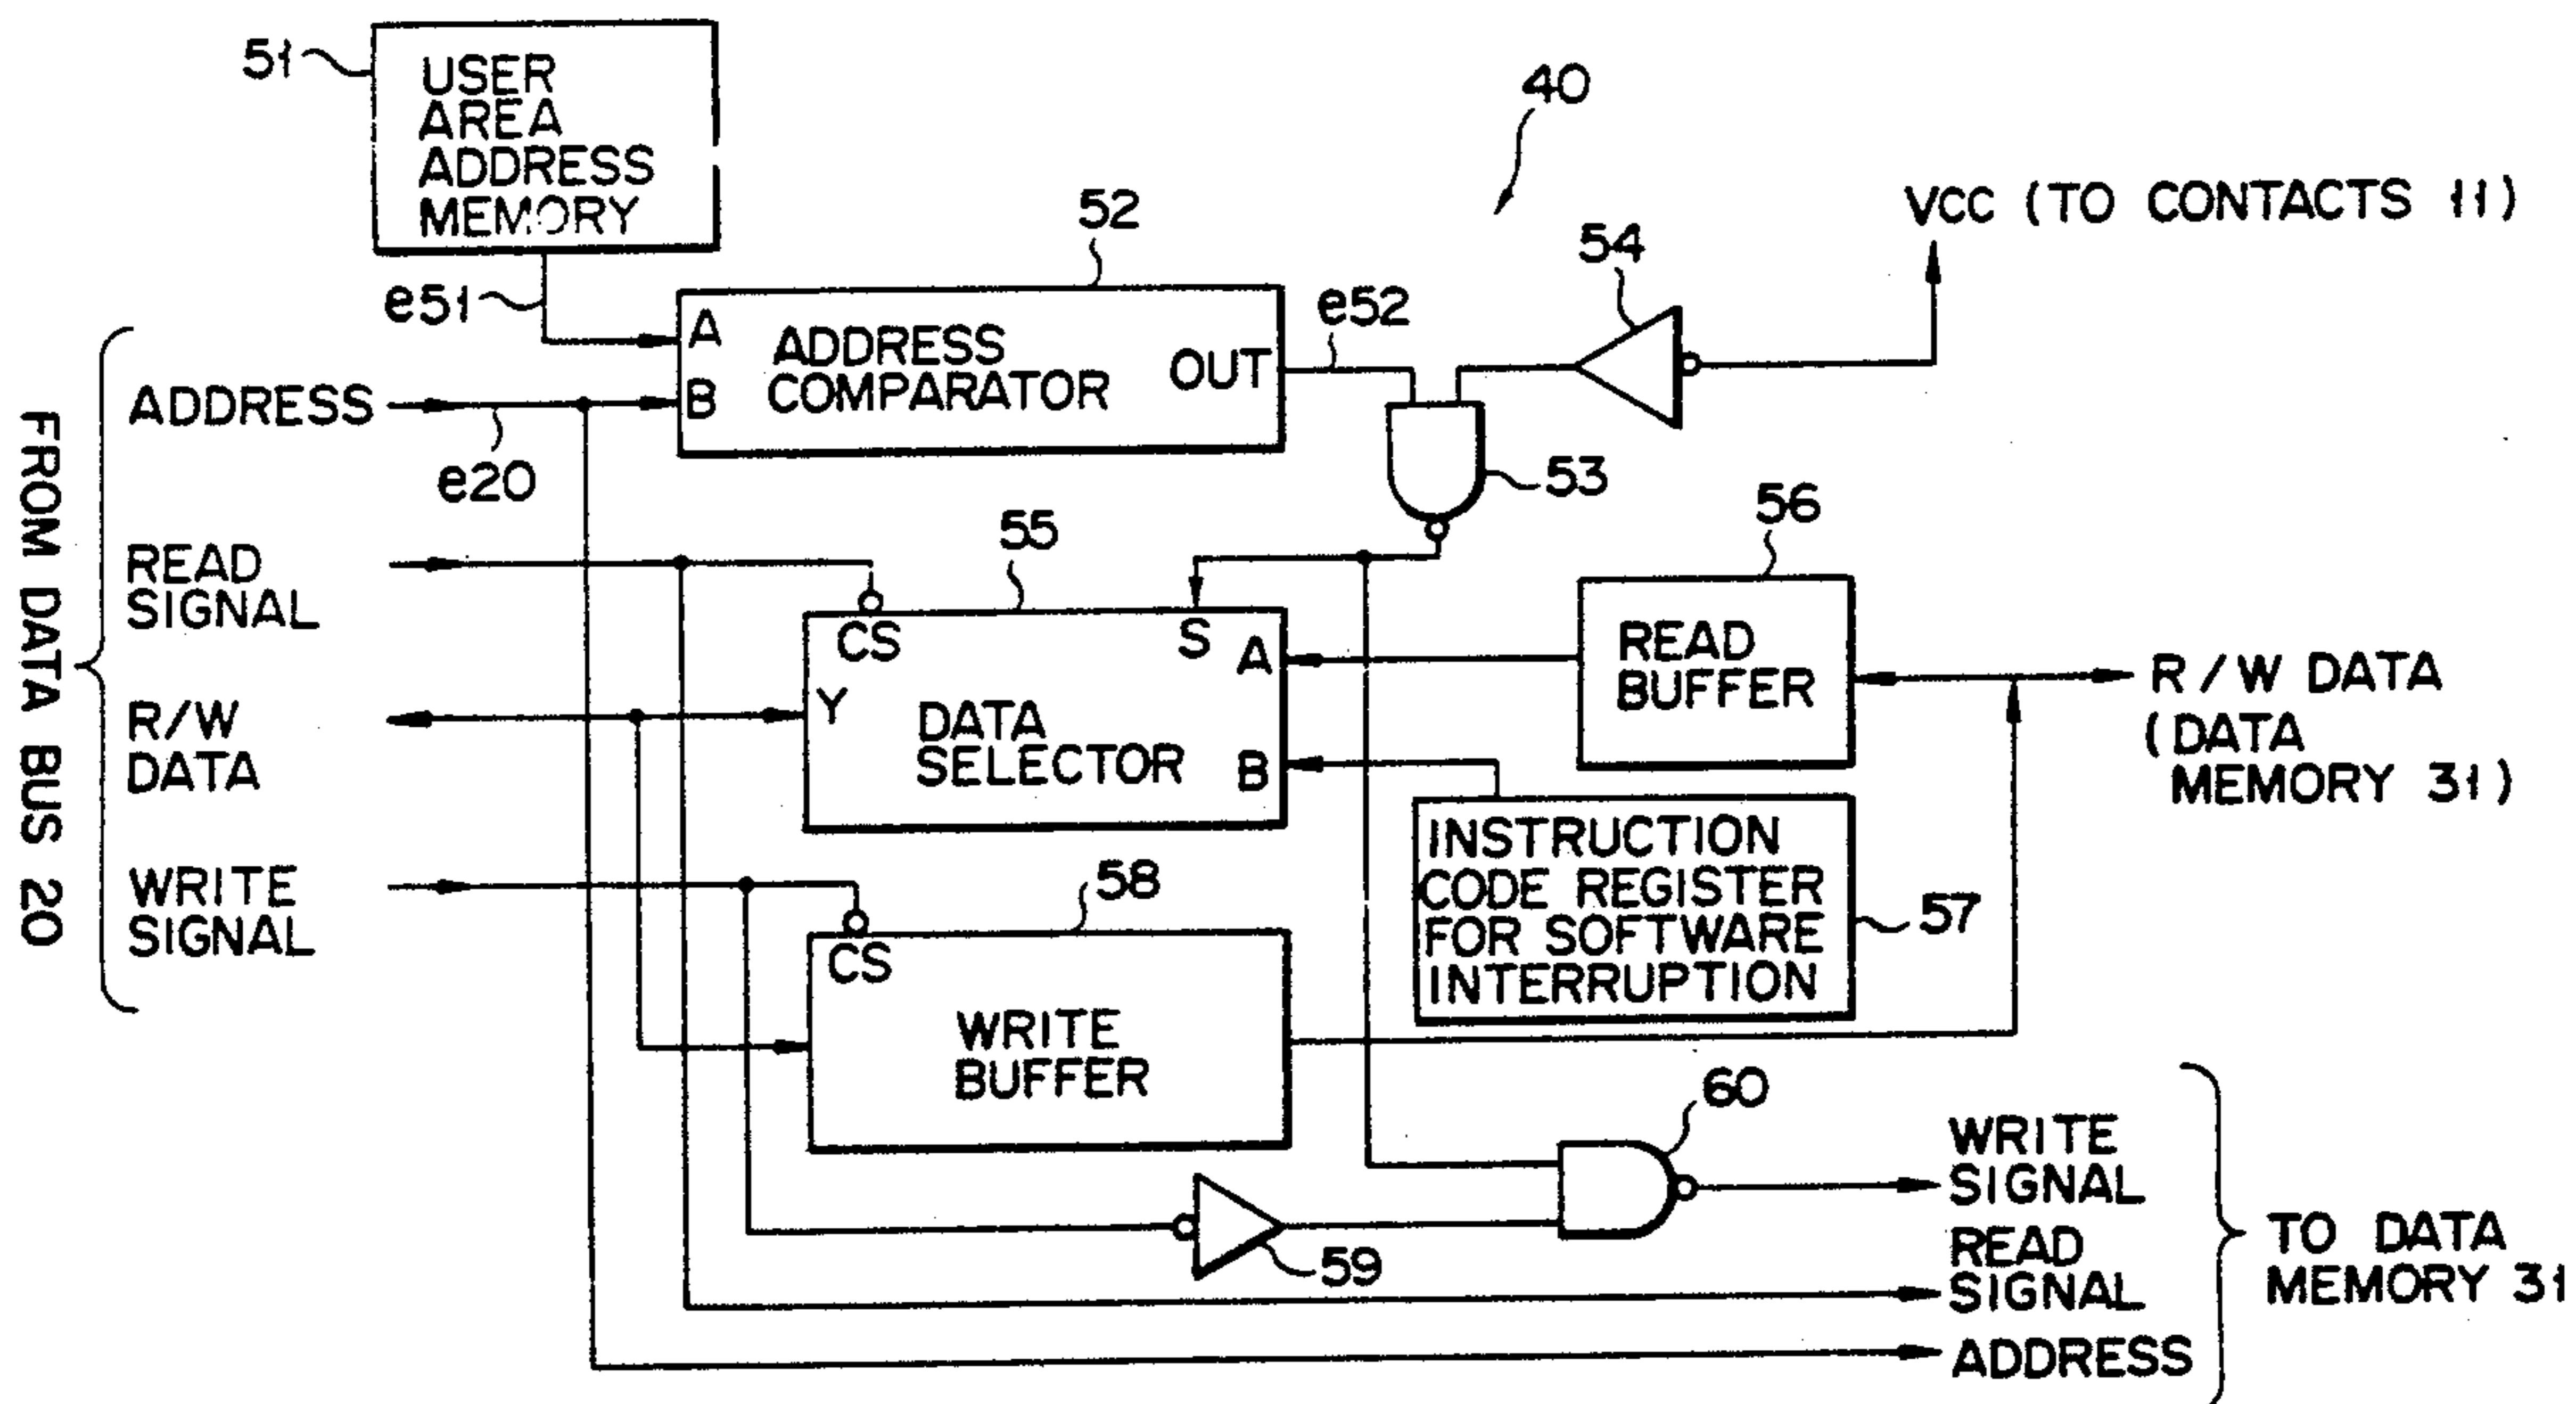 51
USER
AREA
ADDRESS
MEMORY
40
VCC (TO CONTACTS 11)
52
54
e51
e52
A
ADDRESS
COMPARATOR
OUT
B
ADDRESS
e20
53
FROM DATA BUS 20
READ
SIGNAL
55
56
CS
S
A
READ
BUFFER
R/W
DATA
Y
DATA
SELECTOR
B
R/W DATA
(DATA
MEMORY 31)
INSTRUCTION
CODE REGISTER
FOR SOFTWARE
INTERRUPTION
57
WRITE
SIGNAL
58
CS
WRITE
BUFFER
60
59
WRITE
SIGNAL
READ
SIGNAL
ADDRESS
TO DATA
MEMORY 31